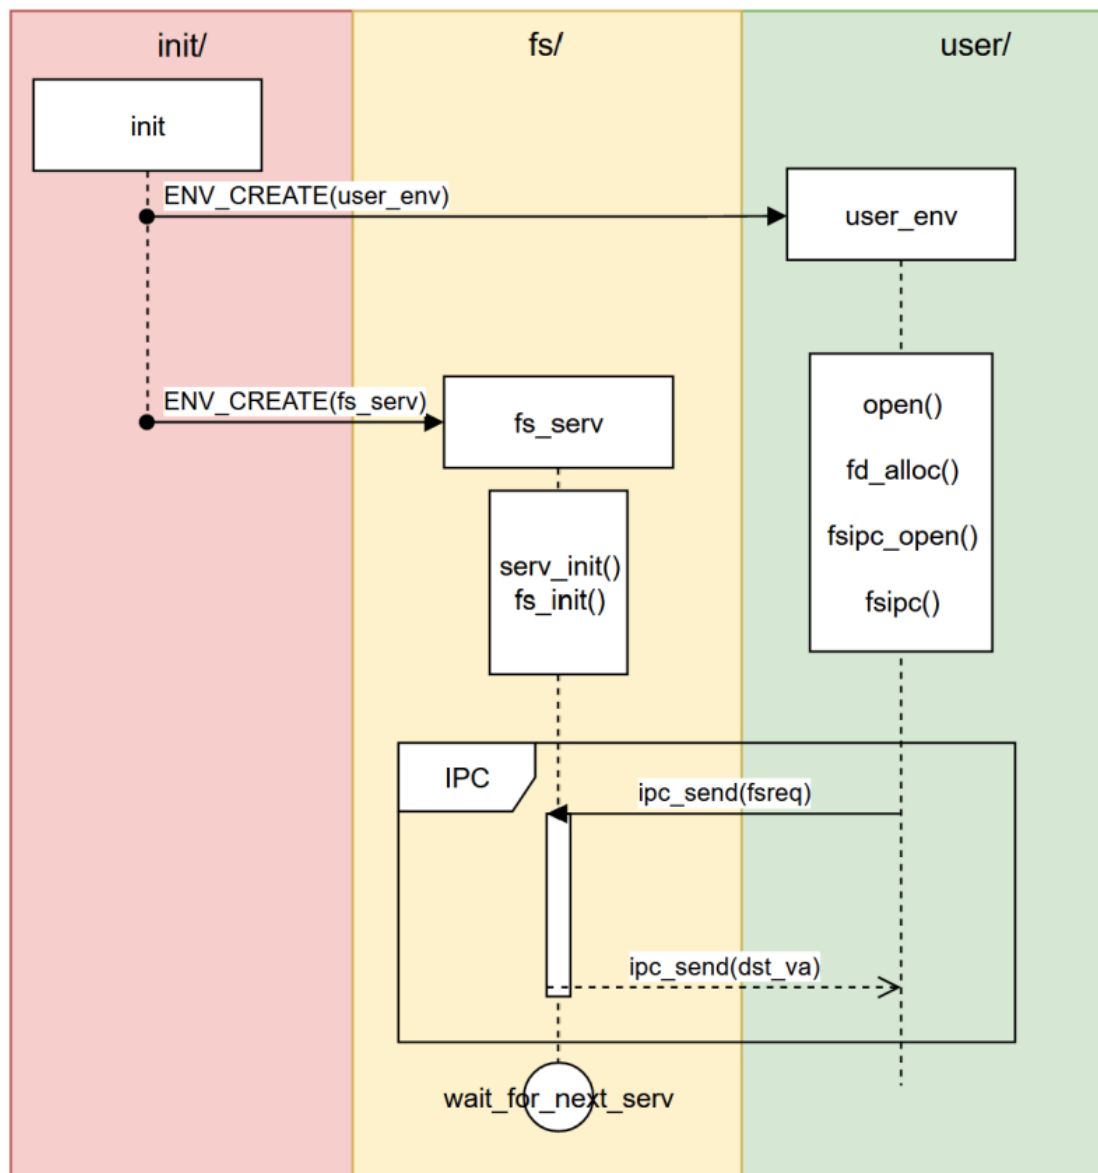 init/
fs/
user/
init
ENV_CREATE(user_env)
user_env
ENV_CREATE(fs_serv)
fs_serv
open()
fd_alloc()
fsipc_open()
fsipc()
serv_init()
fs_init()
IPC
ipc_send(fsreq)
ipc_send(dst_va)
wait_for_next_serv